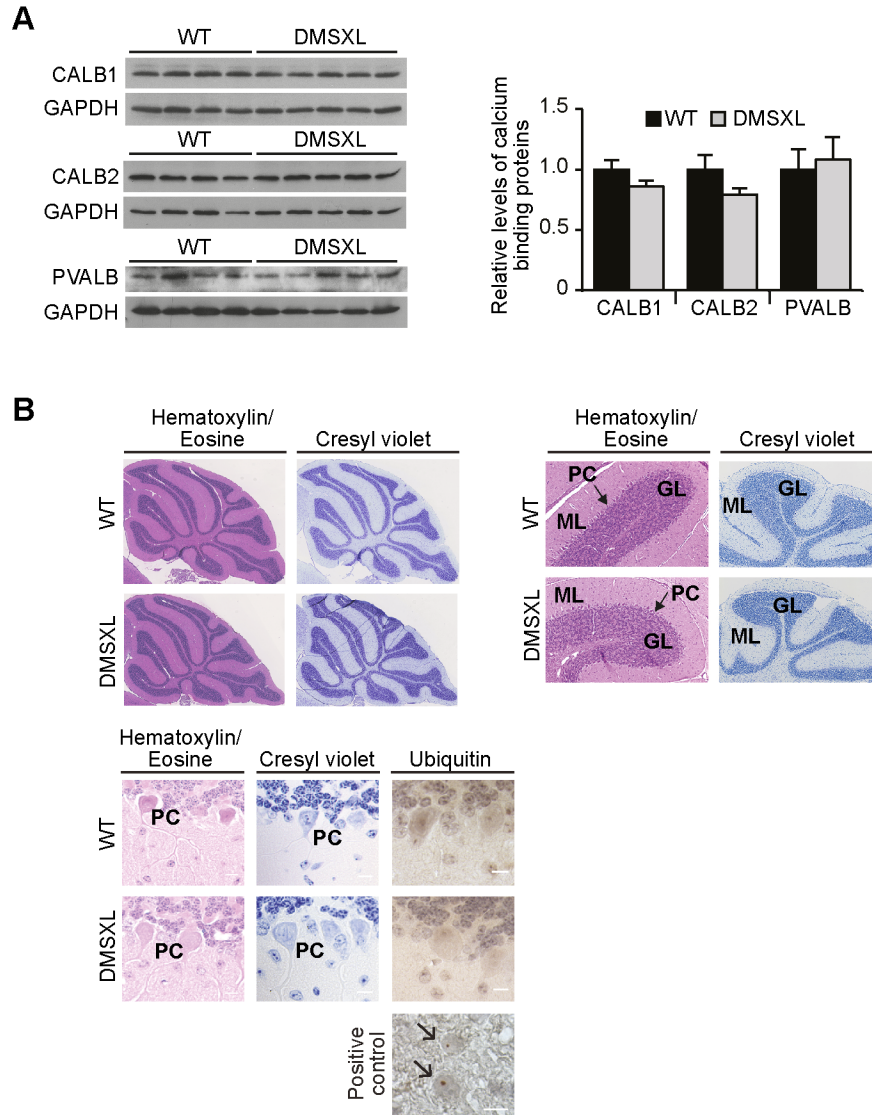 A
WT DMSXL
CALB1
GAPDH
WT DMSXL
CALB2
GAPDH
WT DMSXL
PVALB
GAPDH
Relative levels of calcium
binding proteins
1.5
1.0
0.5
0
WT DMSXL
CALB1 CALB2 PVALB
B
Hematoxylin/
Eosine
Cresyl violet
WT
DMSXL
Hematoxylin/
Eosine
Cresyl violet
WT
PC
GL
ML
GL
ML
DMSXL
ML
PC
GL
GL
ML
Hematoxylin/
Eosine
Cresyl violet
Ubiquitin
WT
PC
PC
DMSXL
PC
PC
Positive
control